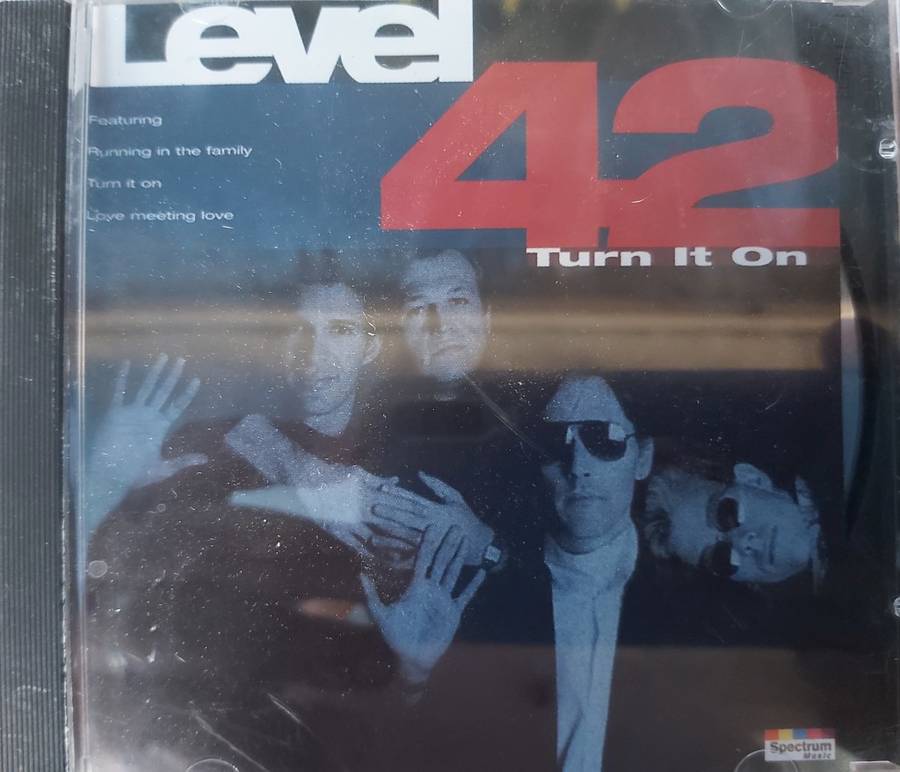 Level
42
Turn It On
Featuring
Running in the family
Turn it on
Love meeting love
Spectrum
Music